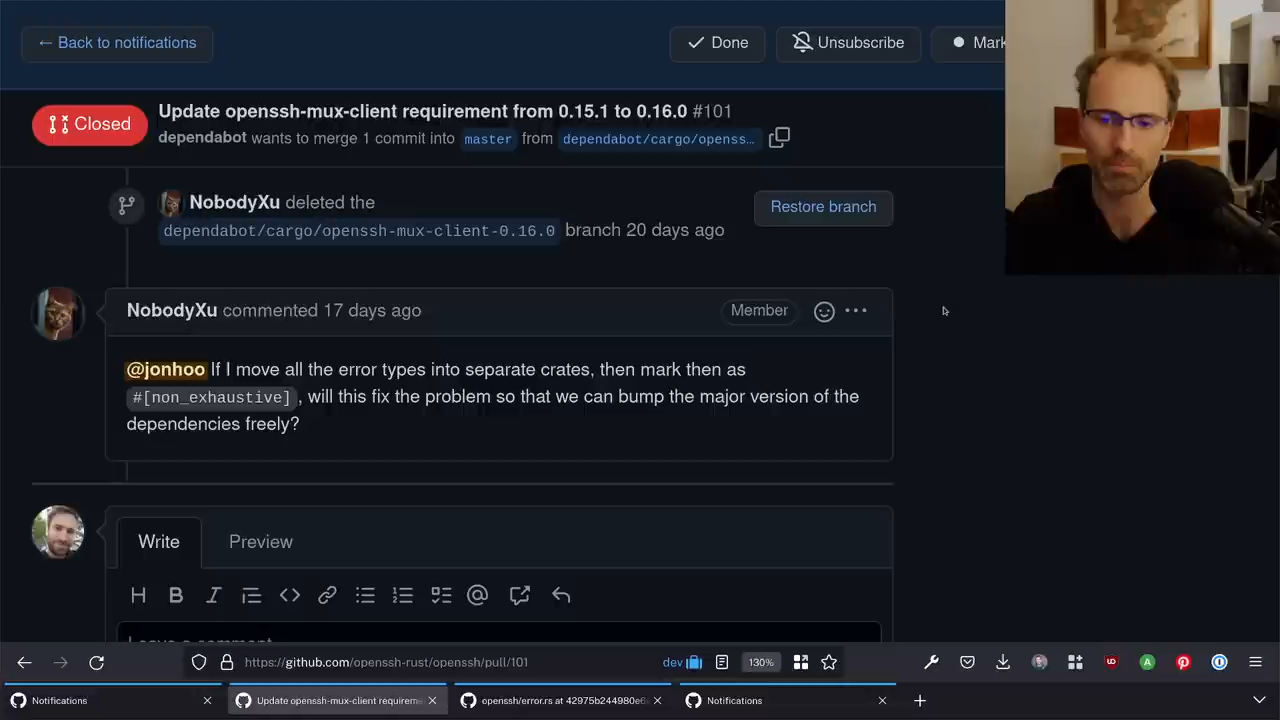 ← Back to notifications
Done
Unsubscribe
Mark
Closed
Update openssh-mux-client requirement from 0.15.1 to 0.16.0 #101
dependabot wants to merge 1 commit into master from dependabot/cargo/openss…
NobodyXu deleted the
dependabot/cargo/openssh-mux-client-0.16.0 branch 20 days ago
Restore branch
NobodyXu commented 17 days ago
Member
@jonhoo If I move all the error types into separate crates, then mark then as
#[non_exhaustive], will this fix the problem so that we can bump the major version of the
dependencies freely?
Write
Preview
Leave a comment
https://github.com/openssh-rust/openssh/pull/101
dev
130%
Notifications
Update openssh-mux-client requireme
openssh/error.rs at 42975b244980e
Notifications